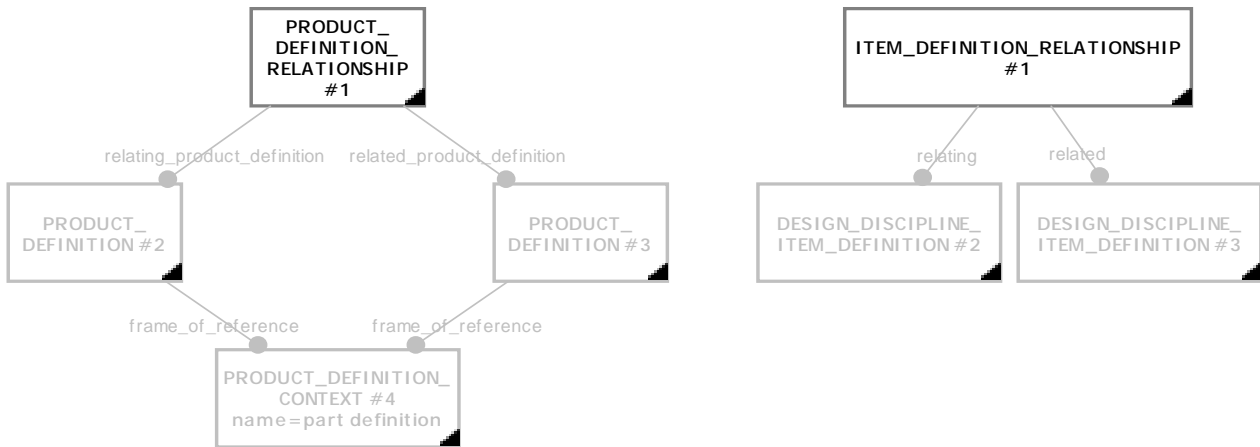 PRODUCT_
DEFINITION_
RELATIONSHIP
#1
ITEM_DEFINITION_RELATIONSHIP
#1
relating_product_definition
related_product_definition
relating
related
PRODUCT_
DEFINITION #2
PRODUCT_
DEFINITION #3
DESIGN_DISCIPLINE_
ITEM_DEFINITION #2
DESIGN_DISCIPLINE_
ITEM_DEFINITION #3
frame_of_reference
frame_of_reference
PRODUCT_DEFINITION_
CONTEXT #4
name=part definition